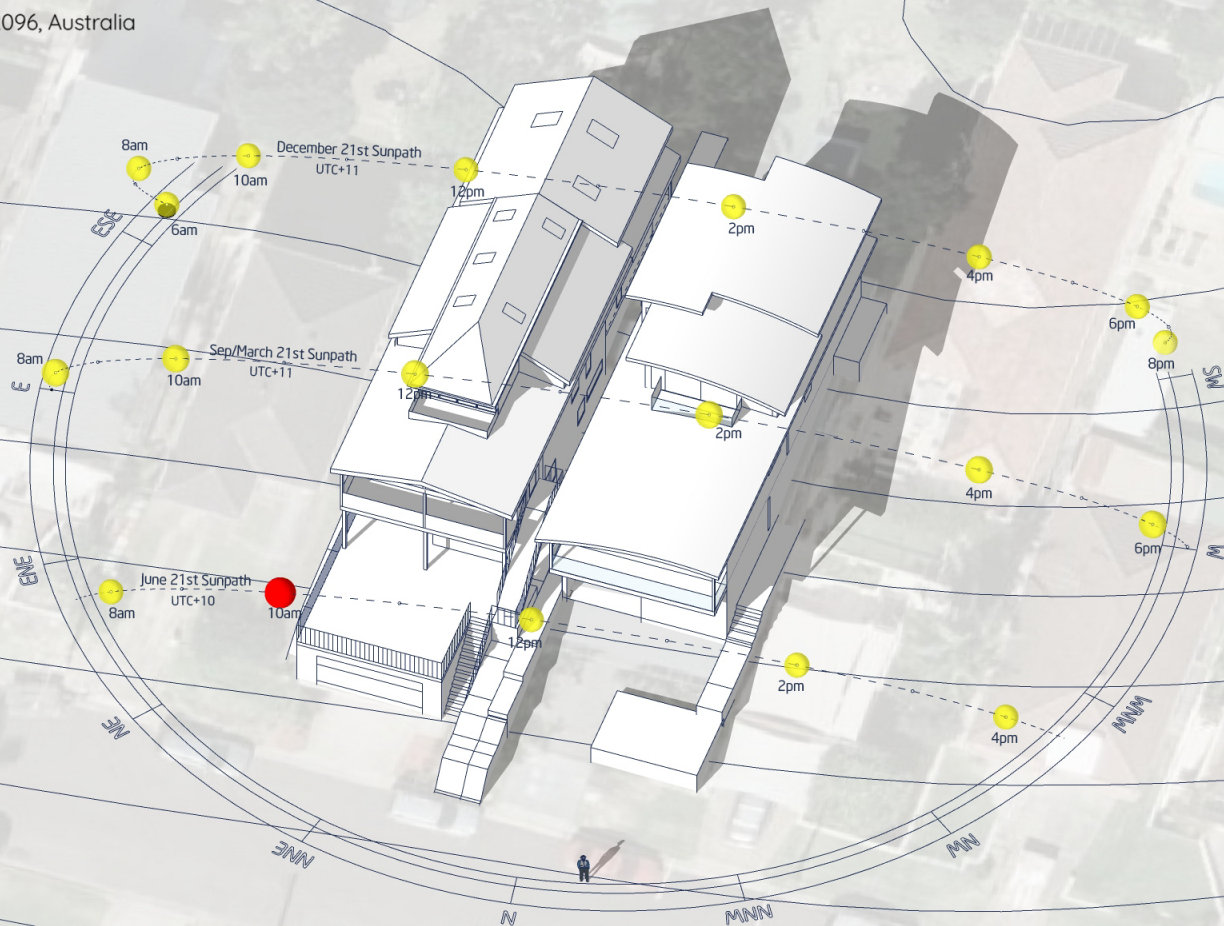 096, Australia
8am
10am
December 21st Sunpath
UTC+11
12pm
2pm
4pm
6pm
8pm
6am
ESE
8am
10am
Sep/March 21st Sunpath
UTC+11
12pm
2pm
4pm
6pm
E
SW
W
ENE
8am
June 21st Sunpath
UTC+10
10am
12pm
2pm
4pm
WNW
NE
NNE
N
NNW
NW